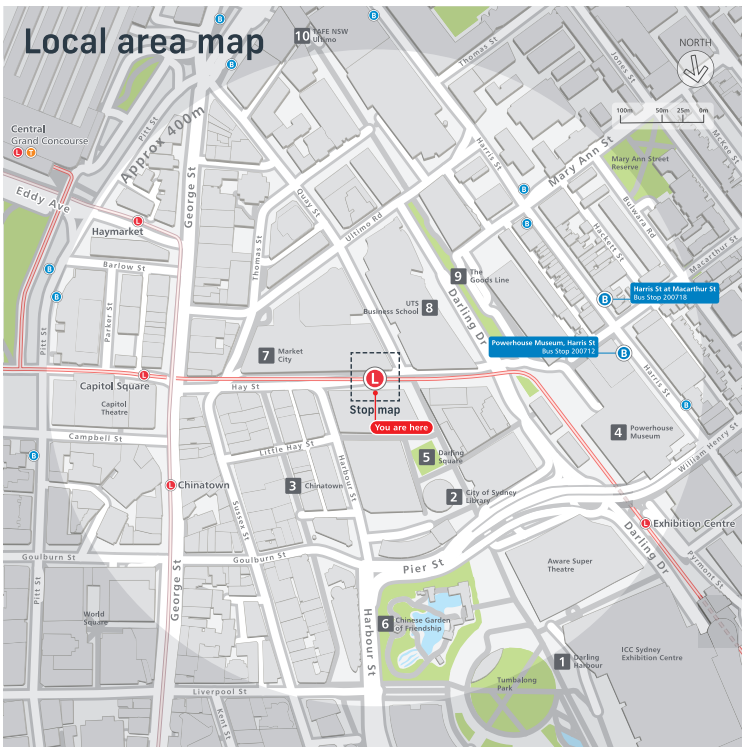 Local area map
10 TAFE NSW
Ultimo
NORTH
100m 50m 25m 0m
Thomas St
Jones St
McKee St
Approx 400m
Pitt St
Central
Grand Concourse
L T
Eddy Ave
George St
Harris St
Mary Ann St
Mary Ann Street
Reserve
Quay St
Ultimo Rd
Hackett St
Bulwara Rd
Macarthur St
Haymarket
Barlow St
Thomas St
Parker St
Pitt St
9 The
Goods Line
Darling Dr
UTS
Business School 8
Harris St at Macarthur St
Bus Stop 200718
Powerhouse Museum, Harris St
Bus Stop 200712
7 Market
City
L
Stop map
You are here
Capitol Square
Hay St
Capitol
Theatre
Campbell St
Harris St
4 Powerhouse
Museum
William Henry St
Little Hay St
Harbour St
5 Darling
Square
3 Chinatown
2 City of Sydney
Library
Chinatown
Sussex St
Exhibition Centre
Darling Dr
Pyrmont St
Goulburn St
Goulburn St
Pier St
Aware Super
Theatre
Pitt St
George St
World
Square
Harbour St
6 Chinese Garden
of Friendship
1 Darling
Harbour
ICC Sydney
Exhibition Centre
Tumbalong
Park
Liverpool St
Kent St
B
B
B
B
B
B
B
B
B
B
B
L
L
L
L